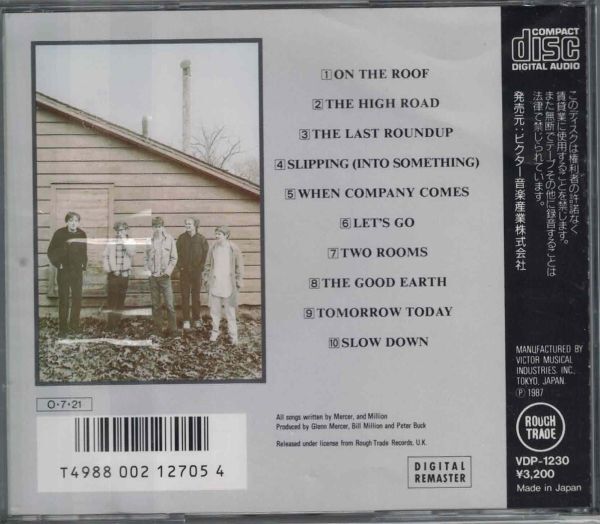 COMPACT
disc
DIGITAL AUDIO
1 ON THE ROOF
2 THE HIGH ROAD
3 THE LAST ROUNDUP
4 SLIPPING (INTO SOMETHING)
5 WHEN COMPANY COMES
6 LET'S GO
7 TWO ROOMS
8 THE GOOD EARTH
9 TOMORROW TODAY
10 SLOW DOWN
このディスクは権利者の許諾なく
賃貸業に使用することを禁じます。
また無断でテープその他に録音することは
法律で禁じられています。
発売元:ビクター音楽産業株式会社
MANUFACTURED BY
VICTOR MUSICAL
INDUSTRIES. INC.
TOKYO, JAPAN.
Ⓟ 1987
ROUGH
TRADE
VDP-1230
¥3,200
Made in Japan
O・7・21
T4988 002 12705 4
All songs written by Mercer, and Million
Produced by Glenn Mercer, Bill Million and Peter Buck
Released under license from Rough Trade Records, U.K.
DIGITAL
REMASTER